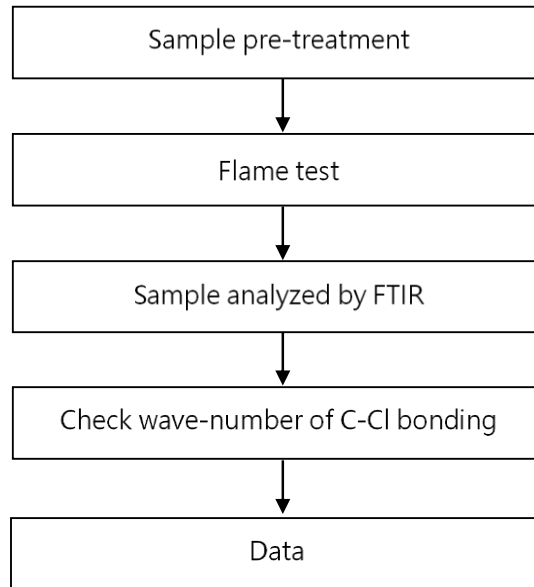 Sample pre-treatment
Flame test
Sample analyzed by FTIR
Check wave-number of C-Cl bonding
Data